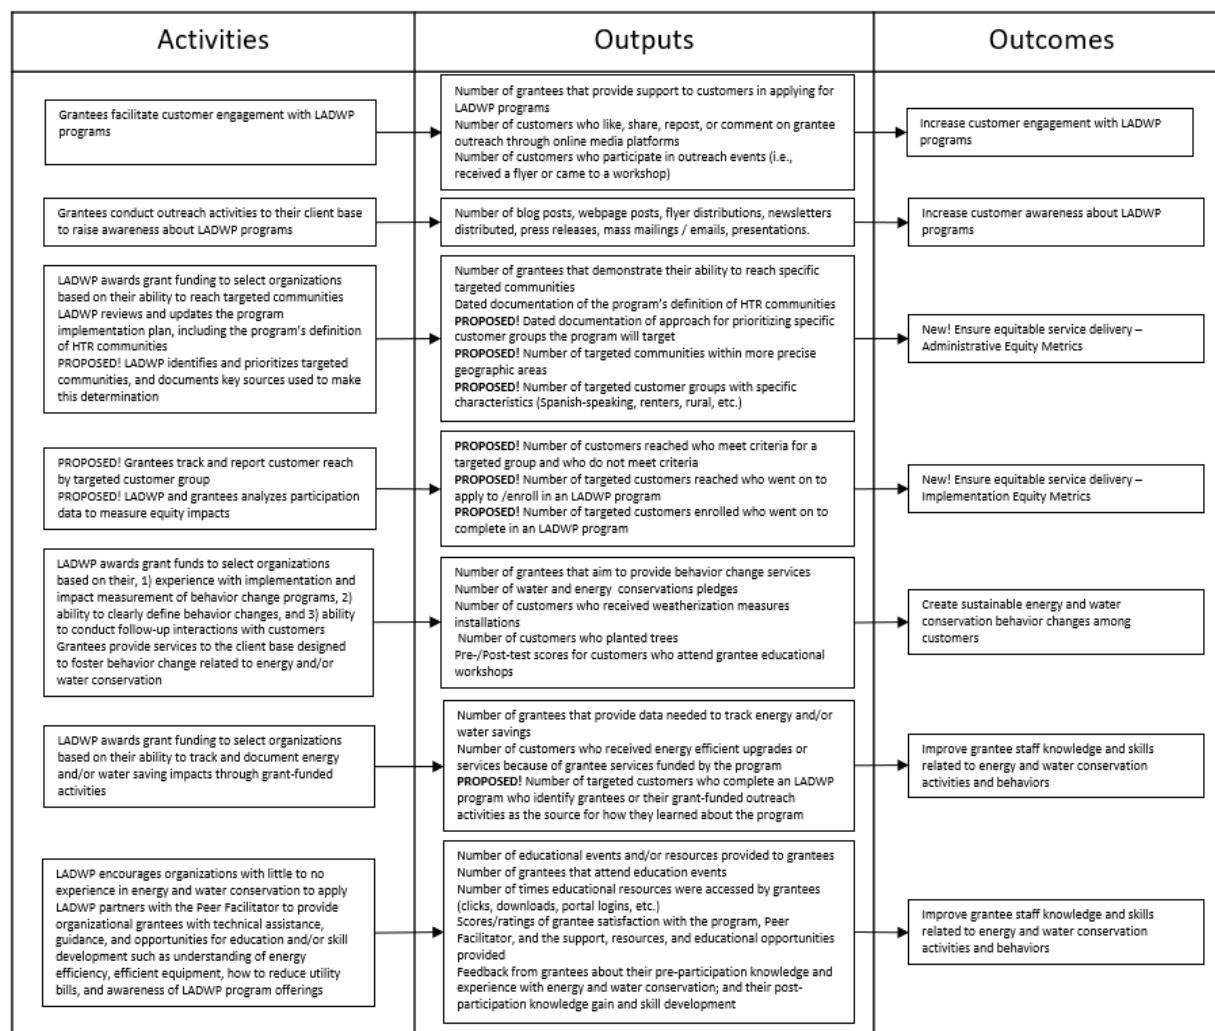 Activities
Outputs
Outcomes
Grantees facilitate customer engagement with LADWP
programs
Number of grantees that provide support to customers in applying for
LADWP programs
Number of customers who like, share, repost, or comment on grantee
outreach through online media platforms
Number of customers who participate in outreach events (i.e.,
received a flyer or came to a workshop)
Increase customer engagement with LADWP
programs
Grantees conduct outreach activities to their client base
to raise awareness about LADWP programs
Number of blog posts, webpage posts, flyer distributions, newsletters
distributed, press releases, mass mailings / emails, presentations.
Increase customer awareness about LADWP
programs
LADWP awards grant funding to select organizations
based on their ability to reach targeted communities
LADWP reviews and updates the program
implementation plan, including the program's definition
of HTR communities
PROPOSED! LADWP identifies and prioritizes targeted
communities, and documents key sources used to make
this determination
Number of grantees that demonstrate their ability to reach specific
targeted communities
Dated documentation of the program's definition of HTR communities
PROPOSED! Dated documentation of approach for prioritizing specific
customer groups the program will target
PROPOSED! Number of targeted communities within more precise
geographic areas
PROPOSED! Number of targeted customer groups with specific
characteristics (Spanish-speaking, renters, rural, etc.)
New! Ensure equitable service delivery –
Administrative Equity Metrics
PROPOSED! Grantees track and report customer reach
by targeted customer group
PROPOSED! LADWP and grantees analyzes participation
data to measure equity impacts
PROPOSED! Number of customers reached who meet criteria for a
targeted group and who do not meet criteria
PROPOSED! Number of targeted customers reached who went on to
apply to /enroll in an LADWP program
PROPOSED! Number of targeted customers enrolled who went on to
complete in an LADWP program
New! Ensure equitable service delivery –
Implementation Equity Metrics
LADWP awards grant funds to select organizations
based on their, 1) experience with implementation and
impact measurement of behavior change programs, 2)
ability to clearly define behavior changes, and 3) ability
to conduct follow-up interactions with customers
Grantees provide services to the client base designed
to foster behavior change related to energy and/or
water conservation
Number of grantees that aim to provide behavior change services
Number of water and energy conservations pledges
Number of customers who received weatherization measures
installations
Number of customers who planted trees
Pre-/Post-test scores for customers who attend grantee educational
workshops
Create sustainable energy and water
conservation behavior changes among
customers
LADWP awards grant funding to select organizations
based on their ability to track and document energy
and/or water saving impacts through grant-funded
activities
Number of grantees that provide data needed to track energy and/or
water savings
Number of customers who received energy efficient upgrades or
services because of grantee services funded by the program
PROPOSED! Number of targeted customers who complete an LADWP
program who identify grantees or their grant-funded outreach
activities as the source for how they learned about the program
Improve grantee staff knowledge and skills
related to energy and water conservation
activities and behaviors
LADWP encourages organizations with little to no
experience in energy and water conservation to apply
LADWP partners with the Peer Facilitator to provide
organizational grantees with technical assistance,
guidance, and opportunities for education and/or skill
development such as understanding of energy
efficiency, efficient equipment, how to reduce utility
bills, and awareness of LADWP program offerings
Number of educational events and/or resources provided to grantees
Number of grantees that attend education events
Number of times educational resources were accessed by grantees
(clicks, downloads, portal logins, etc.)
Scores/ratings of grantee satisfaction with the program, Peer
Facilitator, and the support, resources, and educational opportunities
provided
Feedback from grantees about their pre-participation knowledge and
experience with energy and water conservation; and their post-
participation knowledge gain and skill development
Improve grantee staff knowledge and skills
related to energy and water conservation
activities and behaviors